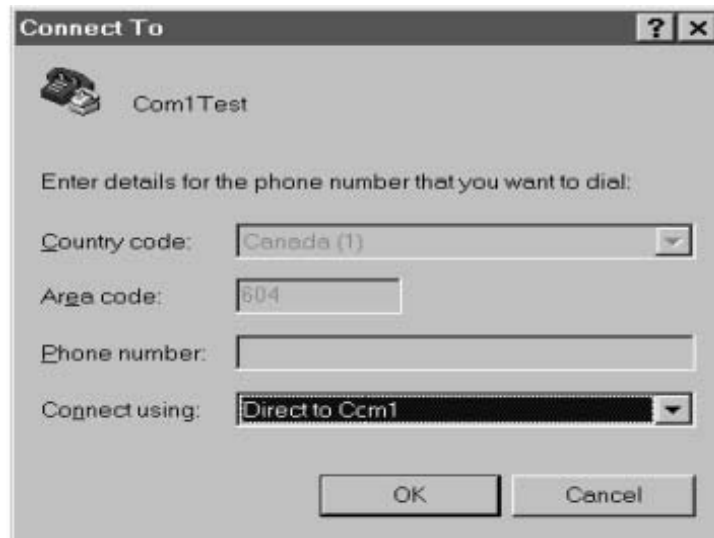 Connect To
Com1Test
Enter details for the phone number that you want to dial:
Country code: Canada (1)
Area code: 604
Phone number:
Connect using: Direct to Com1
OK Cancel